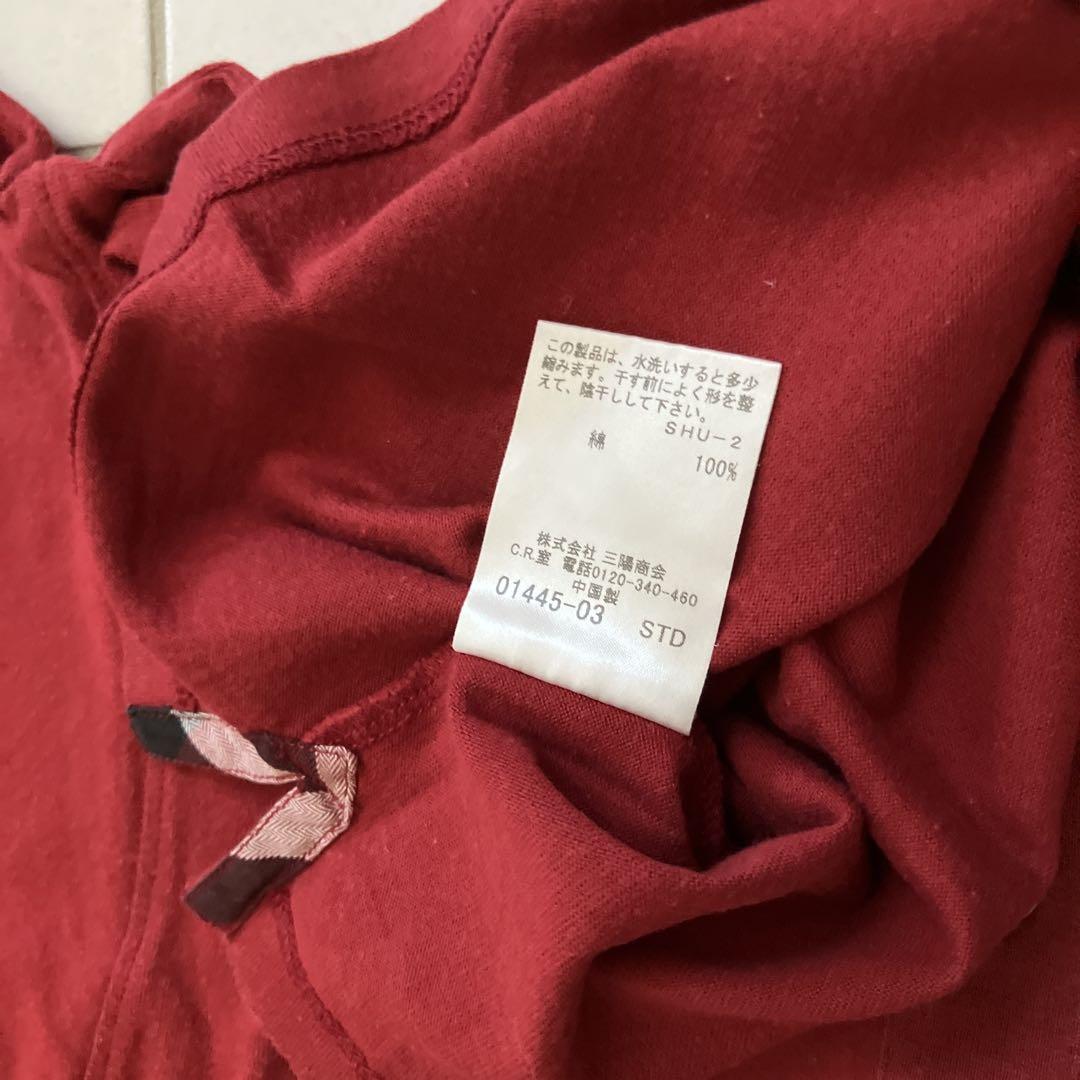 この製品は、水洗いすると多少
縮みます。干す前によく形を整
えて、陰干しして下さい。
SHU-2
綿 100%
株式会社 三陽商会
C.R.室 電話0120-340-460
中国製
01445-03 STD